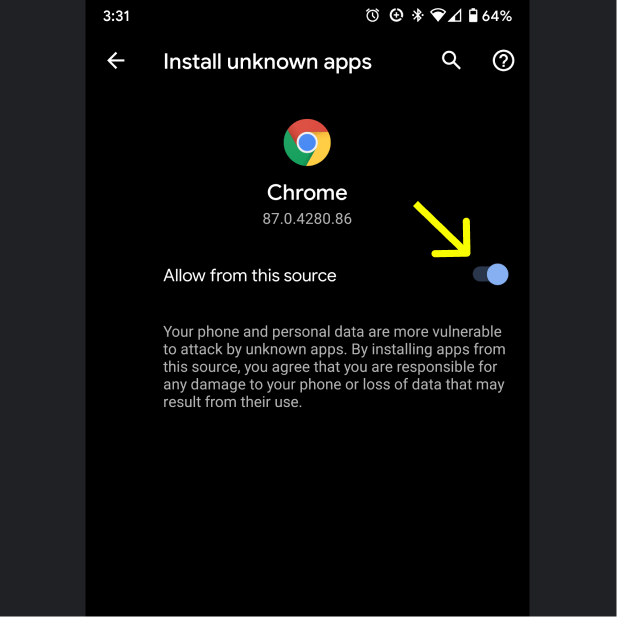 3:31 64%
Install unknown apps
Chrome
87.0.4280.86
Allow from this source
Your phone and personal data are more vulnerable
to attack by unknown apps. By installing apps from
this source, you agree that you are responsible for
any damage to your phone or loss of data that may
result from their use.